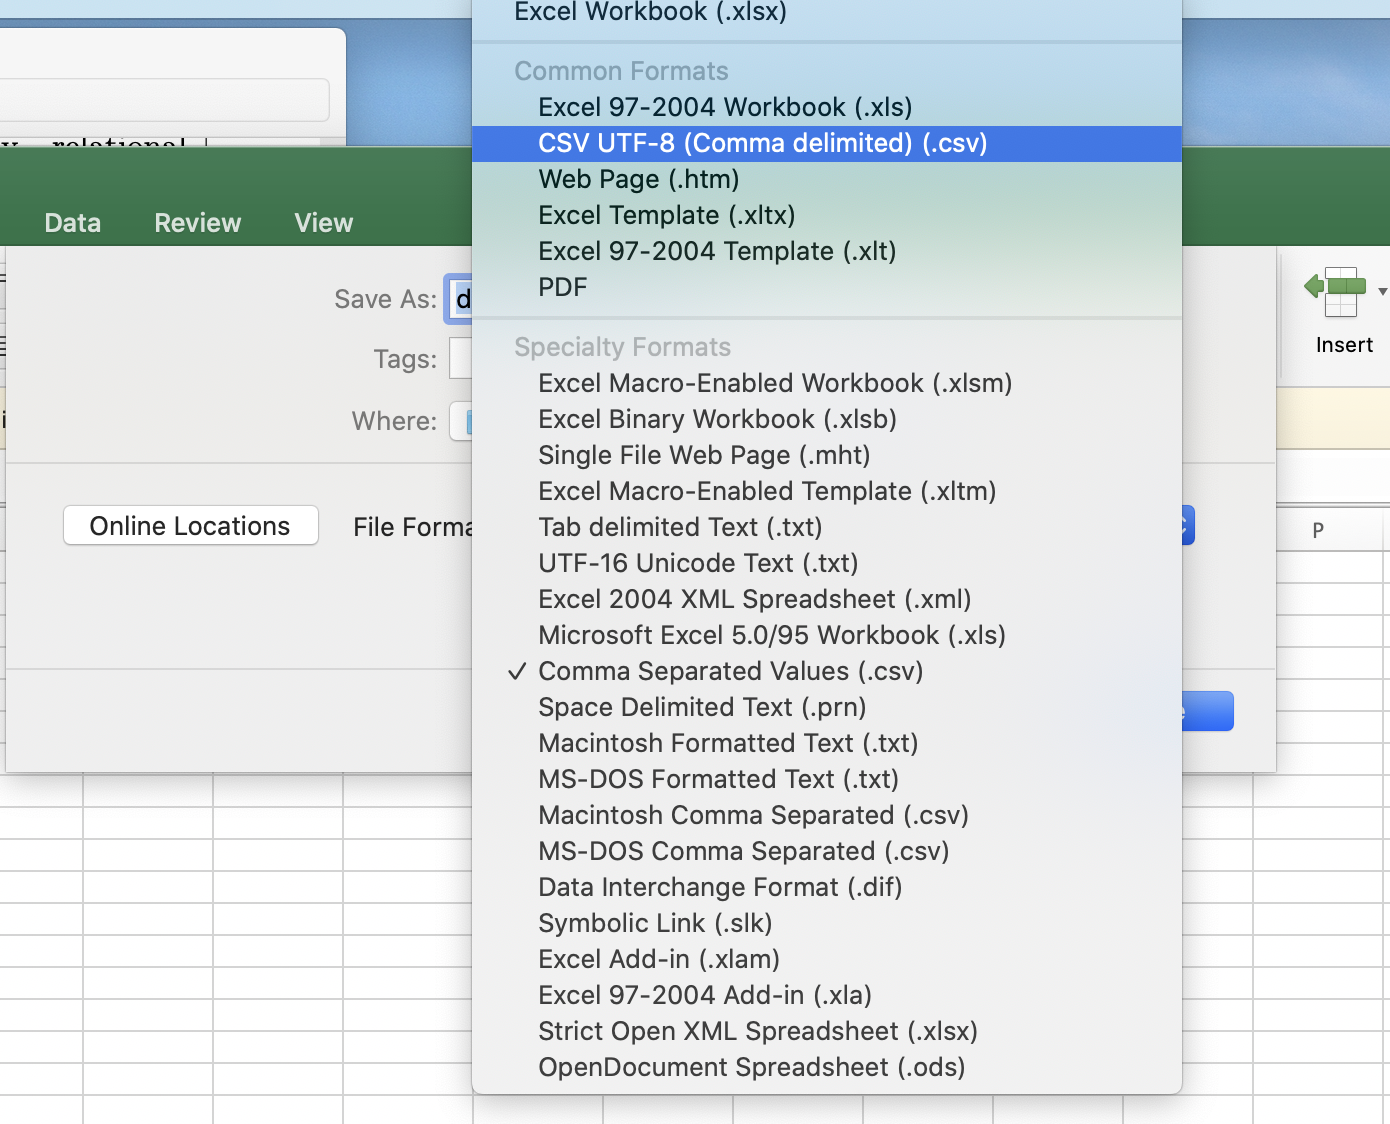 Excel Workbook (.xlsx)
Common Formats
Excel 97-2004 Workbook (.xls)
CSV UTF-8 (Comma delimited) (.csv)
Web Page (.htm)
Excel Template (.xltx)
Excel 97-2004 Template (.xlt)
PDF
Specialty Formats
Excel Macro-Enabled Workbook (.xlsm)
Excel Binary Workbook (.xlsb)
Single File Web Page (.mht)
Excel Macro-Enabled Template (.xltm)
Tab delimited Text (.txt)
UTF-16 Unicode Text (.txt)
Excel 2004 XML Spreadsheet (.xml)
Microsoft Excel 5.0/95 Workbook (.xls)
Comma Separated Values (.csv)
Space Delimited Text (.prn)
Macintosh Formatted Text (.txt)
MS-DOS Formatted Text (.txt)
Macintosh Comma Separated (.csv)
MS-DOS Comma Separated (.csv)
Data Interchange Format (.dif)
Symbolic Link (.slk)
Excel Add-in (.xlam)
Excel 97-2004 Add-in (.xla)
Strict Open XML Spreadsheet (.xlsx)
OpenDocument Spreadsheet (.ods)
relational
Data Review View
Save As: d
Tags:
Where:
Online Locations File Forma
Insert
P